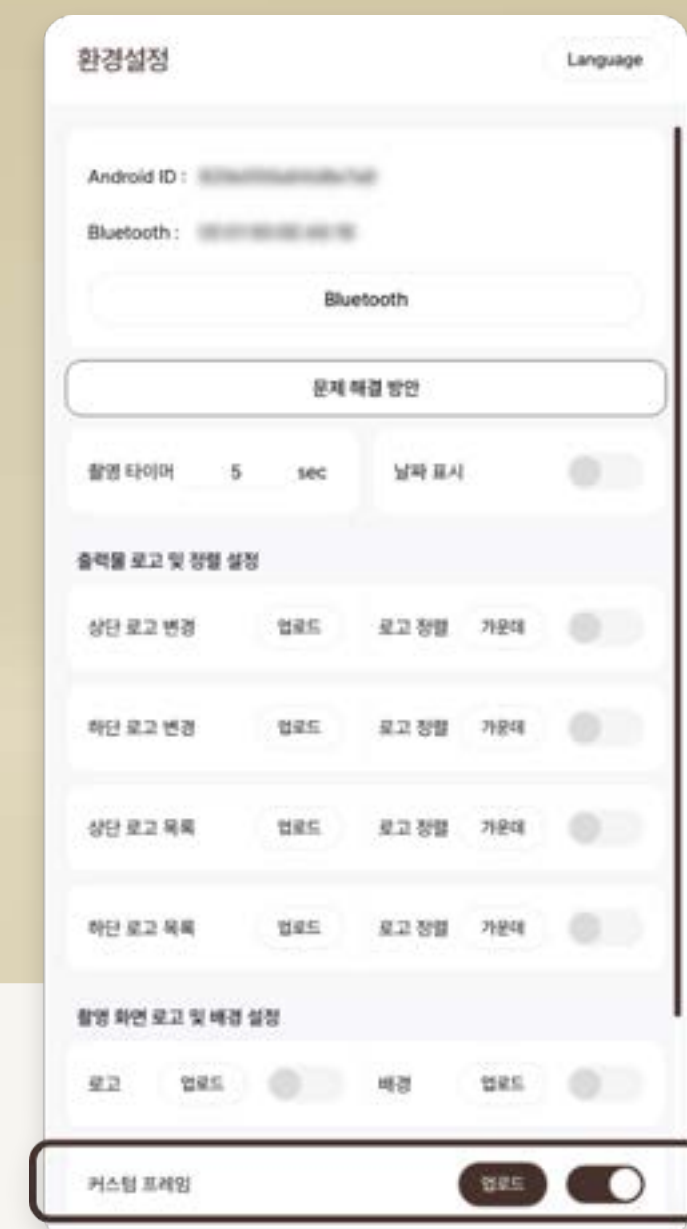 환경설정 Language
Android ID :
Bluetooth :
Bluetooth
문제 해결 방안
촬영 타이머 5 sec 날짜 표시
출력물 로고 및 정렬 설정
상단 로고 변경 업로드 로고 정렬 가운데
하단 로고 변경 업로드 로고 정렬 가운데
상단 로고 목록 업로드 로고 정렬 가운데
하단 로고 목록 업로드 로고 정렬 가운데
촬영 화면 로고 및 배경 설정
로고 업로드 배경 업로드
커스텀 프레임 업로드